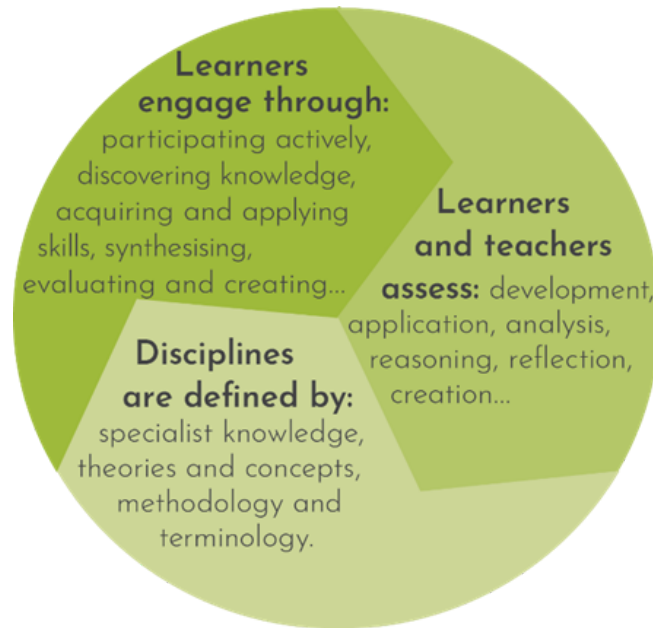 Learners
engage through:
participating actively,
discovering knowledge,
acquiring and applying
skills, synthesising,
evaluating and creating...
Learners
and teachers
assess: development,
application, analysis,
reasoning, reflection,
creation...
Disciplines
are defined by:
specialist knowledge,
theories and concepts,
methodology and
terminology.